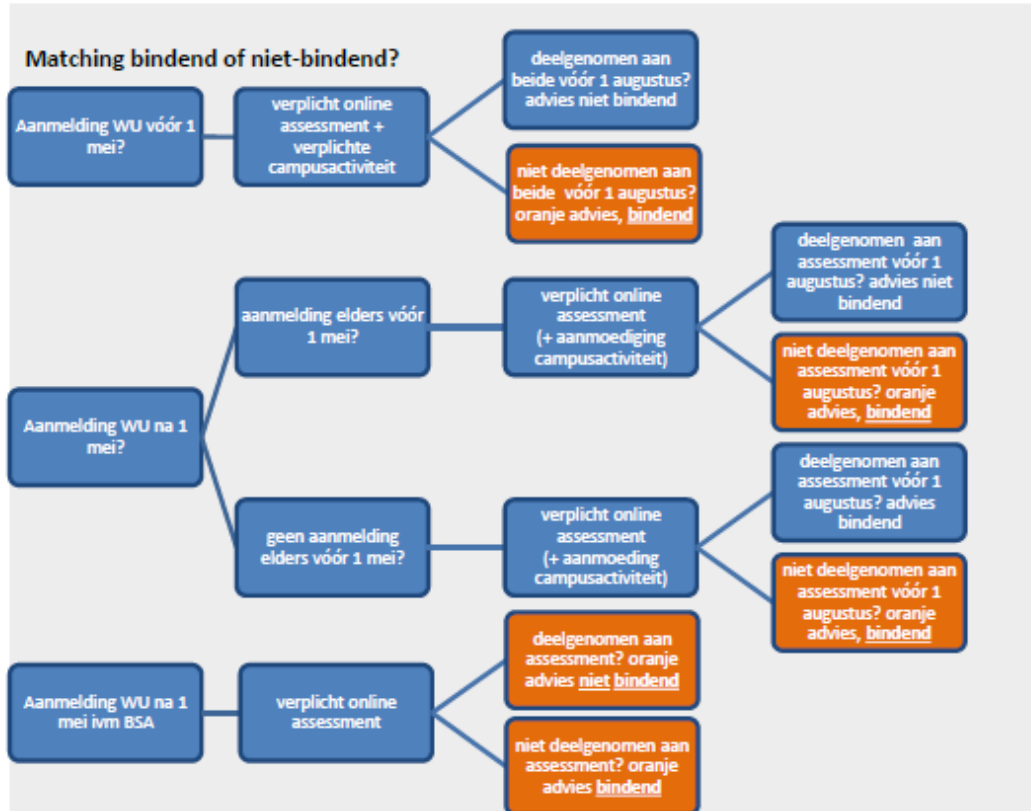 Matching bindend of niet-bindend?
Aanmelding WU vóór 1
mei?
verplicht online
assessment +
verplichte
campusactiviteit
deelgenomen aan
beide vóór 1 augustus?
advies niet bindend
niet deelgenomen aan
beide vóór 1 augustus?
oranje advies, bindend
Aanmelding WU na 1
mei?
aanmelding elders vóór
1 mei?
verplicht online
assessment
(+ aanmoediging
campusactiviteit)
deelgenomen aan
assessment vóór 1
augustus? advies niet
bindend
niet deelgenomen aan
assessment vóór 1
augustus? oranje
advies, bindend
geen aanmelding
elders vóór 1 mei?
verplicht online
assessment
(+ aanmoeding
campusactiviteit)
deelgenomen aan
assessment vóór 1
augustus? advies
bindend
niet deelgenomen aan
assessment vóór 1
augustus? oranje
advies, bindend
Aanmelding WU na 1
mei ivm BSA
verplicht online
assessment
deelgenomen aan
assessment? oranje
advies niet bindend
niet deelgenomen aan
assessment? oranje
advies bindend